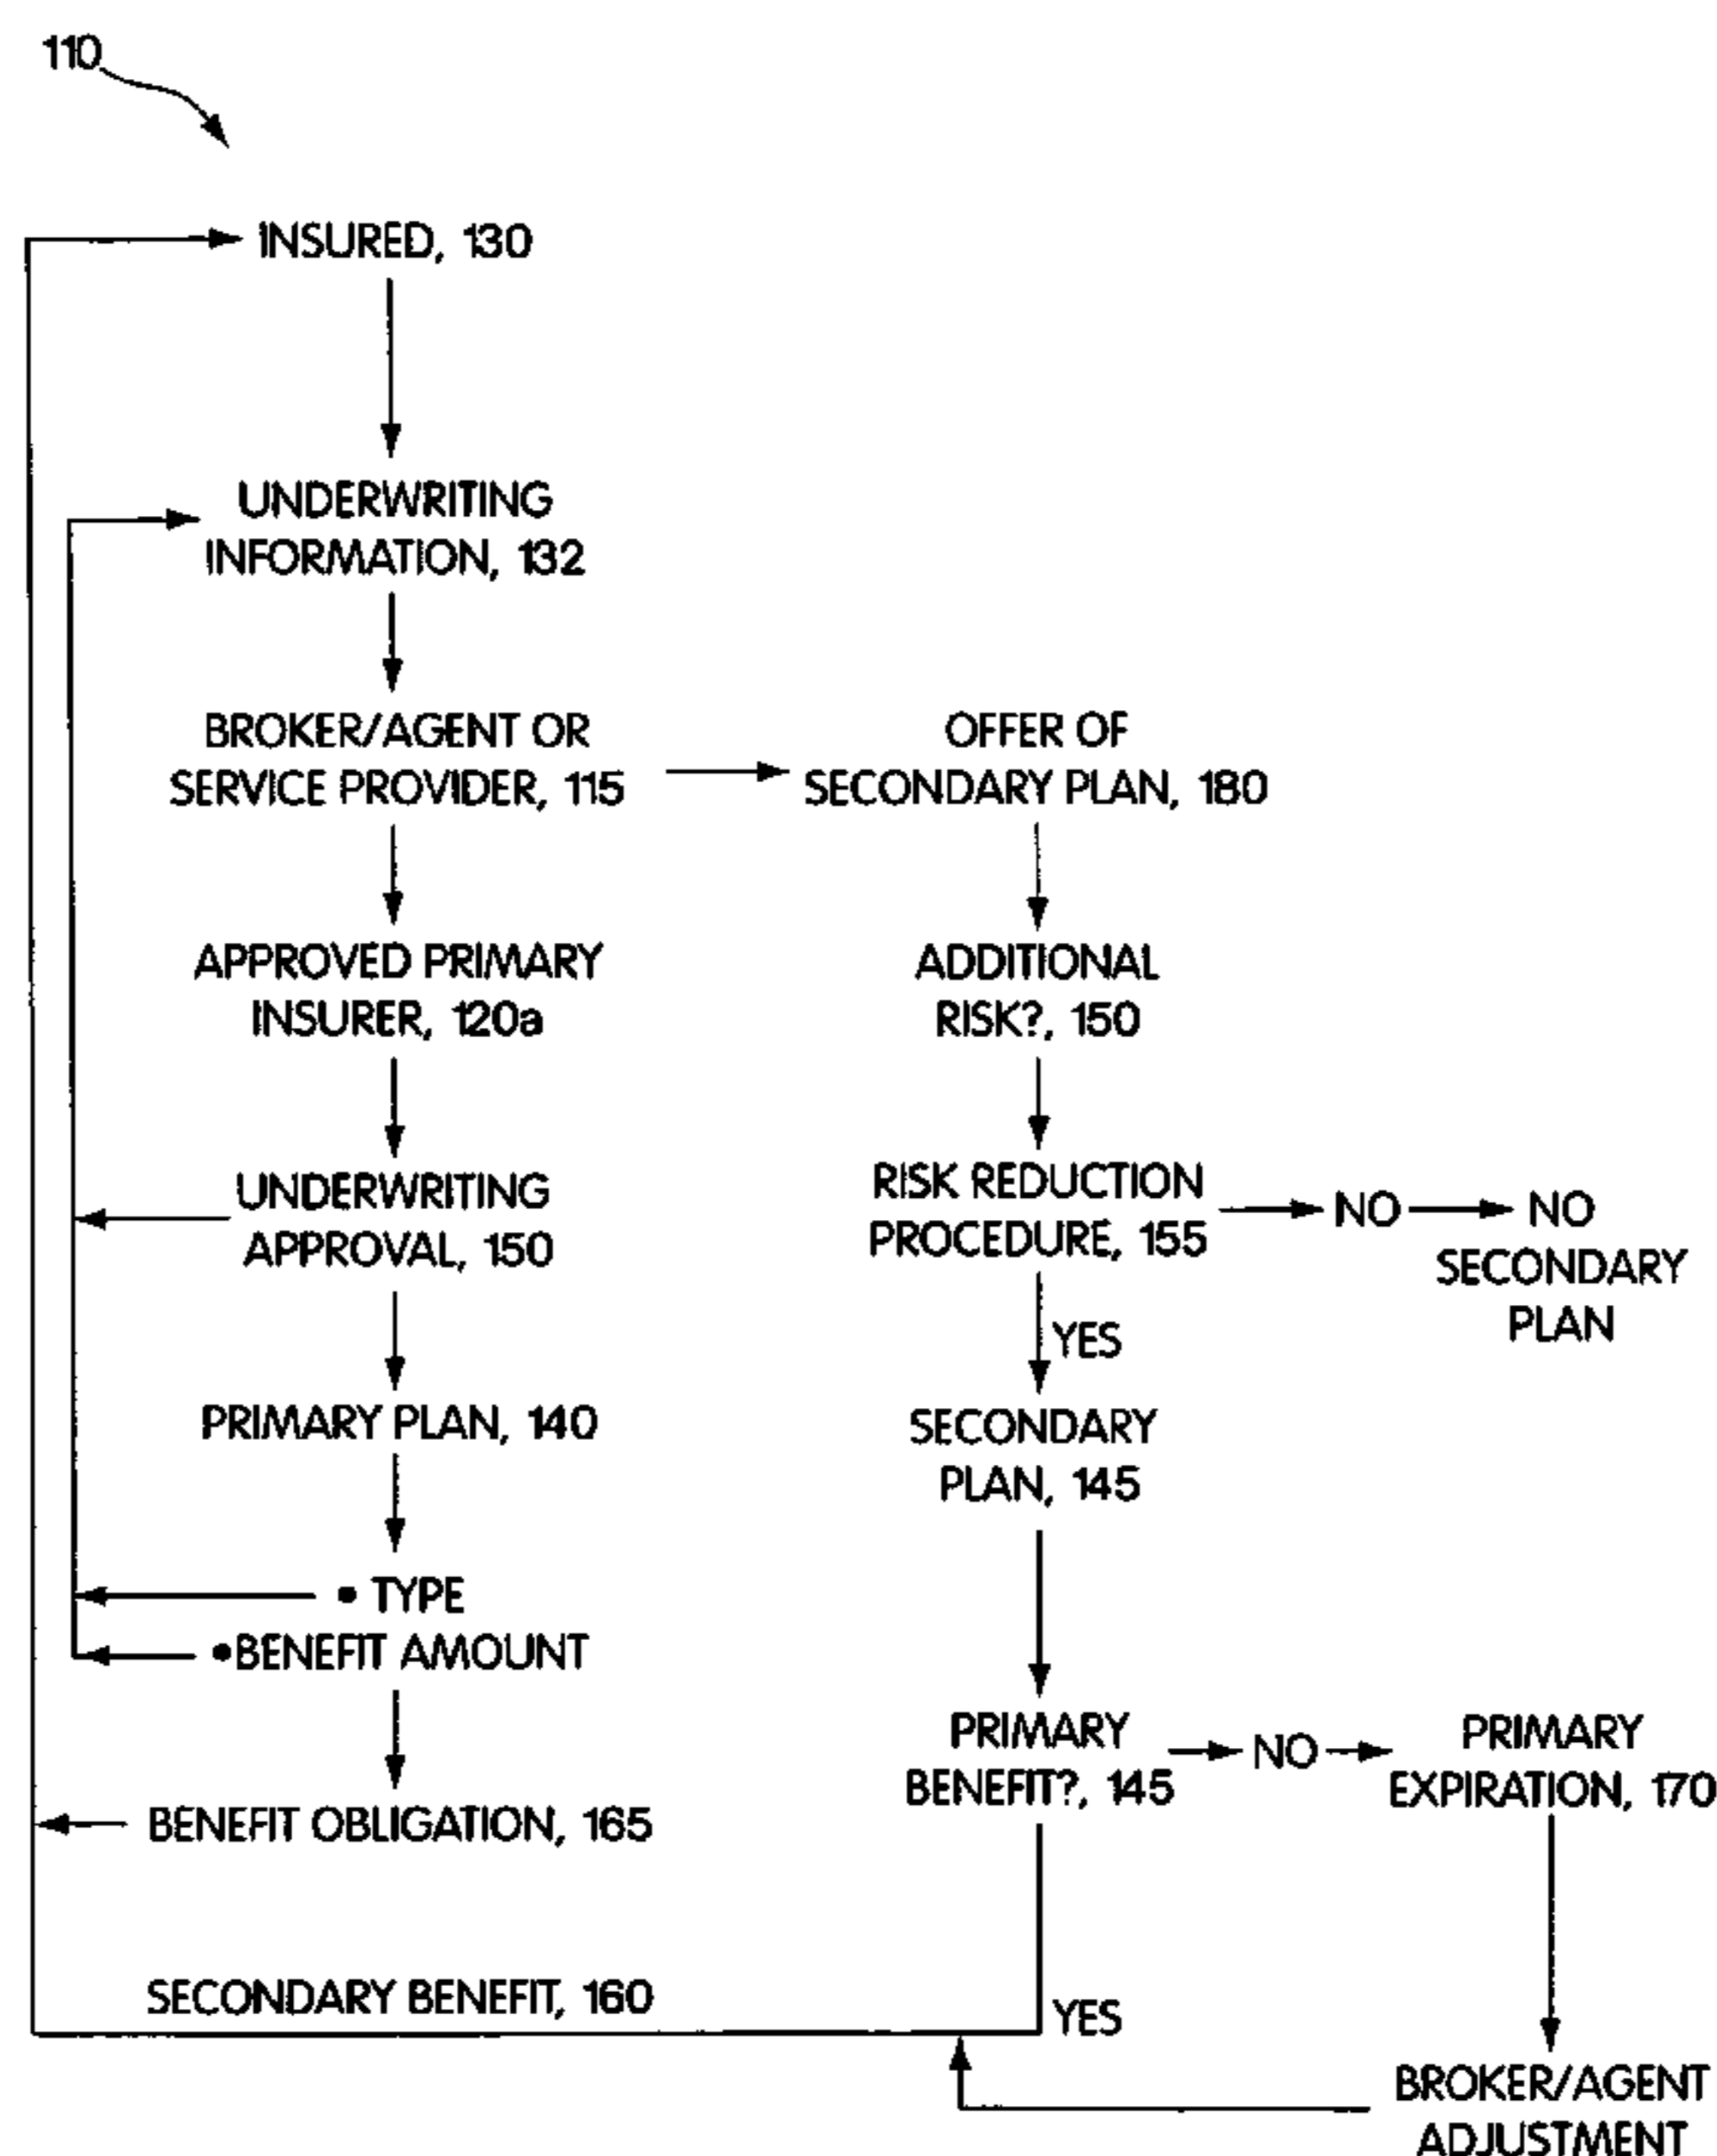 110
INSURED, 130
UNDERWRITING
INFORMATION, 132
BROKER/AGENT OR
SERVICE PROVIDER, 115
OFFER OF
SECONDARY PLAN, 180
APPROVED PRIMARY
INSURER, 120a
ADDITIONAL
RISK?, 150
UNDERWRITING
APPROVAL, 150
RISK REDUCTION
PROCEDURE, 155
NO
NO
SECONDARY
PLAN
YES
PRIMARY PLAN, 140
SECONDARY
PLAN, 145
• TYPE
•BENEFIT AMOUNT
PRIMARY
BENEFIT?, 145
NO
PRIMARY
EXPIRATION, 170
BENEFIT OBLIGATION, 165
SECONDARY BENEFIT, 160
YES
BROKER/AGENT
ADJUSTMENT